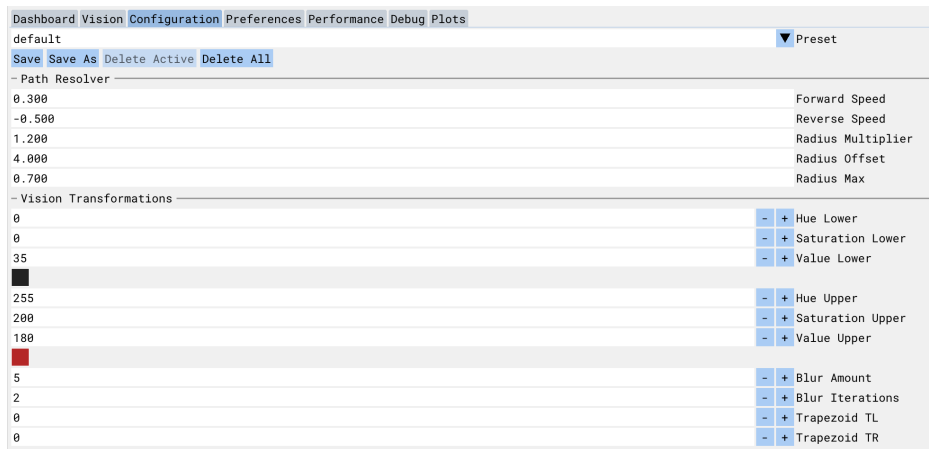 Dashboard Vision Configuration Preferences Performance Debug Plots
default Preset
Save Save As Delete Active Delete All
Path Resolver
0.300 Forward Speed
-0.500 Reverse Speed
1.200 Radius Multiplier
4.000 Radius Offset
0.700 Radius Max
Vision Transformations
0 - + Hue Lower
0 - + Saturation Lower
35 - + Value Lower
255 - + Hue Upper
200 - + Saturation Upper
180 - + Value Upper
5 - + Blur Amount
2 - + Blur Iterations
0 - + Trapezoid TL
0 - + Trapezoid TR